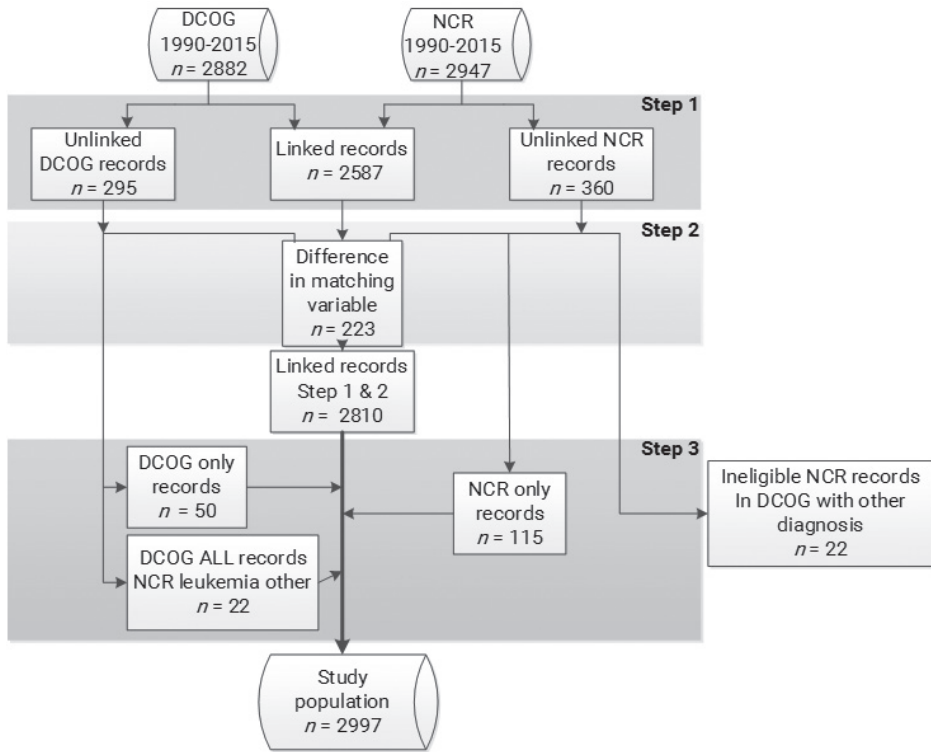 DCOG
1990-2015
n = 2882
NCR
1990-2015
n = 2947
Step 1
Unlinked
DCOG records
n = 295
Linked records
n = 2587
Unlinked NCR
records
n = 360
Step 2
Difference
in matching
variable
n = 223
Linked records
Step 1 & 2
n = 2810
Step 3
DCOG only
records
n = 50
NCR only
records
n = 115
Ineligible NCR records
In DCOG with other
diagnosis
n = 22
DCOG ALL records
NCR leukemia other
n = 22
Study
population
n = 2997